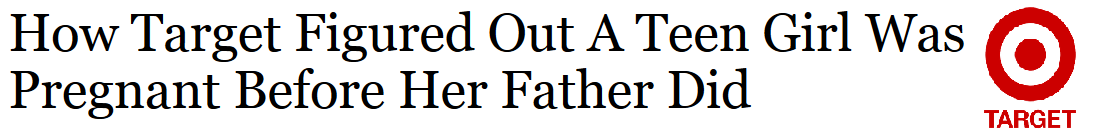 How Target Figured Out A Teen Girl Was
Pregnant Before Her Father Did
TARGET